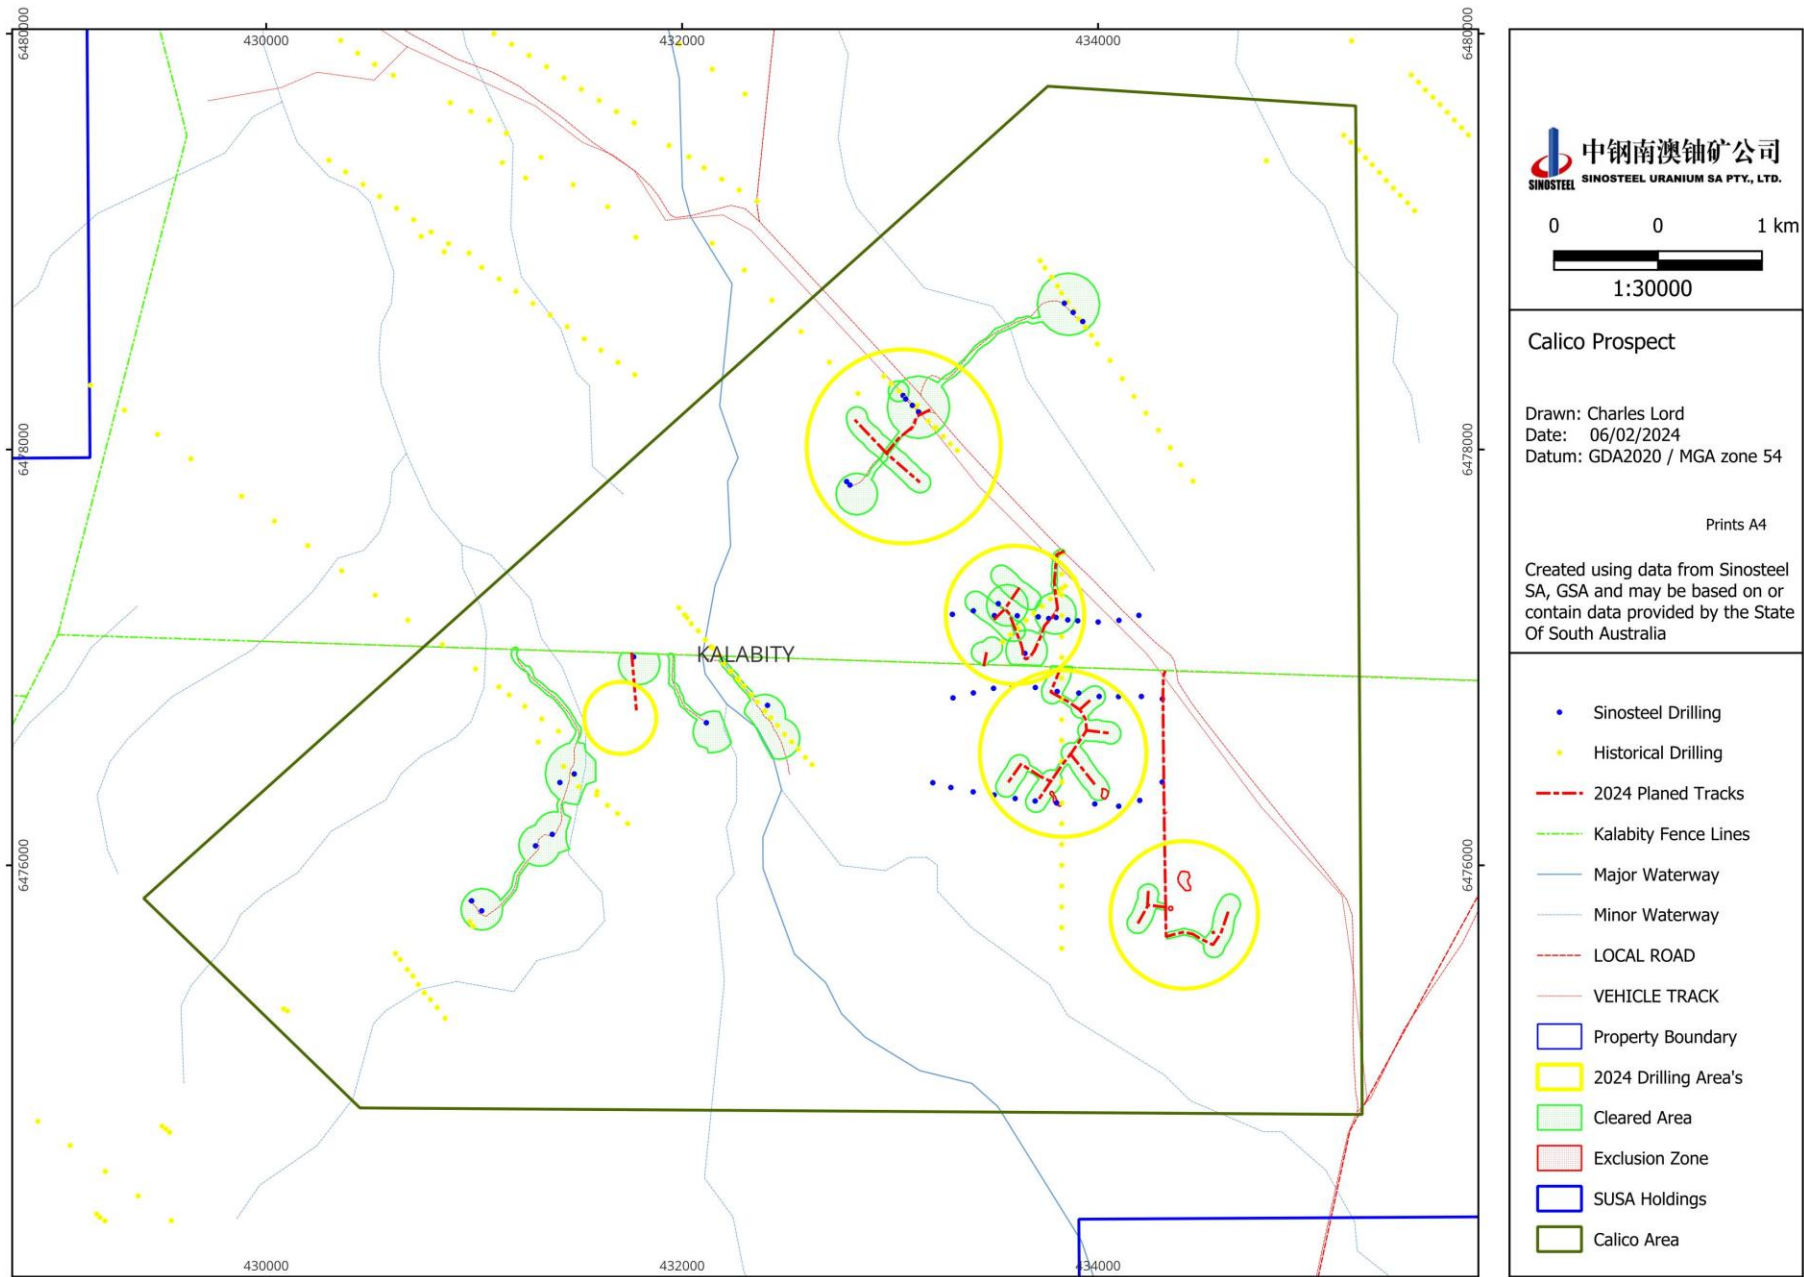 430000
432000
434000
6480000
6480000
6478000
6478000
KALABITY
6476000
6476000
430000
432000
434000
中钢南澳铀矿公司
SINOSTEEL
SINOSTEEL URANIUM SA PTY., LTD.
0 0 1 km
1:30000
Calico Prospect
Drawn: Charles Lord
Date: 06/02/2024
Datum: GDA2020 / MGA zone 54
Prints A4
Created using data from Sinosteel
SA, GSA and may be based on or
contain data provided by the State
Of South Australia
Sinosteel Drilling
Historical Drilling
2024 Planed Tracks
Kalabity Fence Lines
Major Waterway
Minor Waterway
LOCAL ROAD
VEHICLE TRACK
Property Boundary
2024 Drilling Area's
Cleared Area
Exclusion Zone
SUSA Holdings
Calico Area